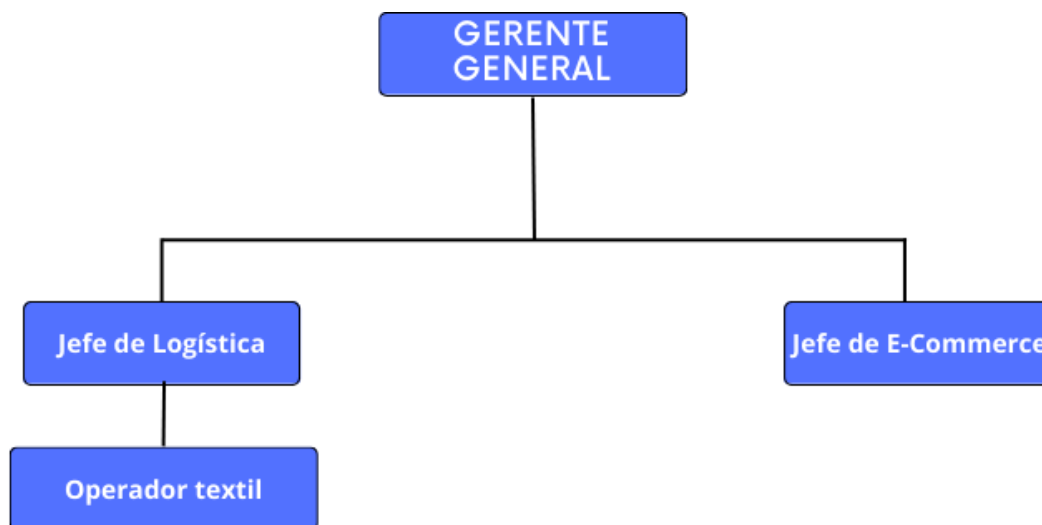 GERENTE
GENERAL
Jefe de Logística
Jefe de E-Commerce
Operador textil